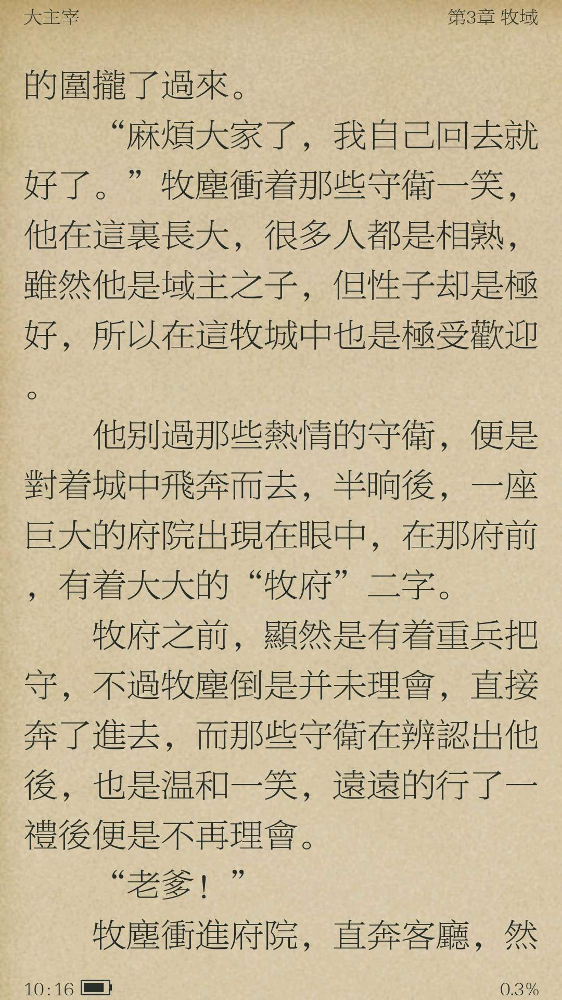 大主宰
第3章 牧域
的圍攏了過來。
“麻煩大家了，我自己回去就
好了。”牧塵衝着那些守衛一笑，
他在這裏長大，很多人都是相熟，
雖然他是域主之子，但性子却是極
好，所以在這牧城中也是極受歡迎
。
他别過那些熱情的守衛，便是
對着城中飛奔而去，半晌後，一座
巨大的府院出現在眼中，在那府前
，有着大大的“牧府”二字。
牧府之前，顯然是有着重兵把
守，不過牧塵倒是并未理會，直接
奔了進去，而那些守衛在辨認出他
後，也是温和一笑，遠遠的行了一
禮後便是不再理會。
“老爹！”
牧塵衝進府院，直奔客廳，然
10:16
0.3%